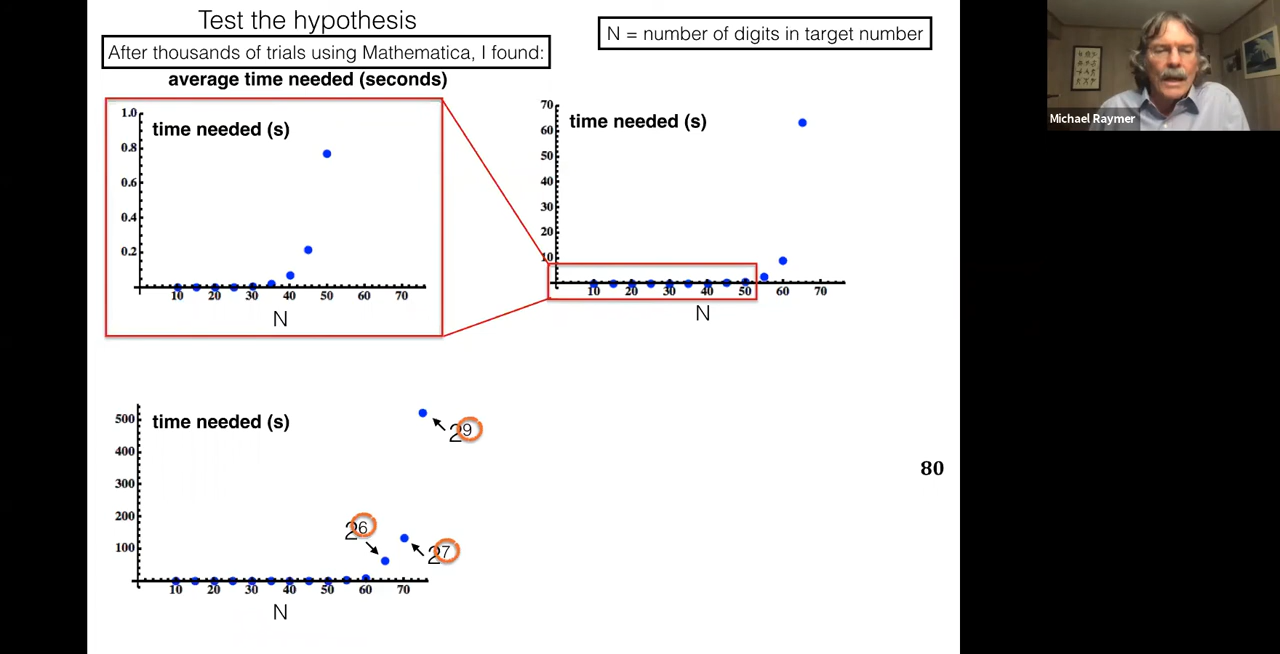 Test the hypothesis
After thousands of trials using Mathematica, I found:
N = number of digits in target number
average time needed (seconds)
time needed (s)
1.0
0.8
0.6
0.4
0.2
10 20 30 40 50 60 70
N
time needed (s)
70
60
50
40
30
20
10
10 20 30 40 50 60 70
N
time needed (s)
500
400
300
200
100
2⁹
2⁶
2⁷
10 20 30 40 50 60 70
N
80
Michael Raymer